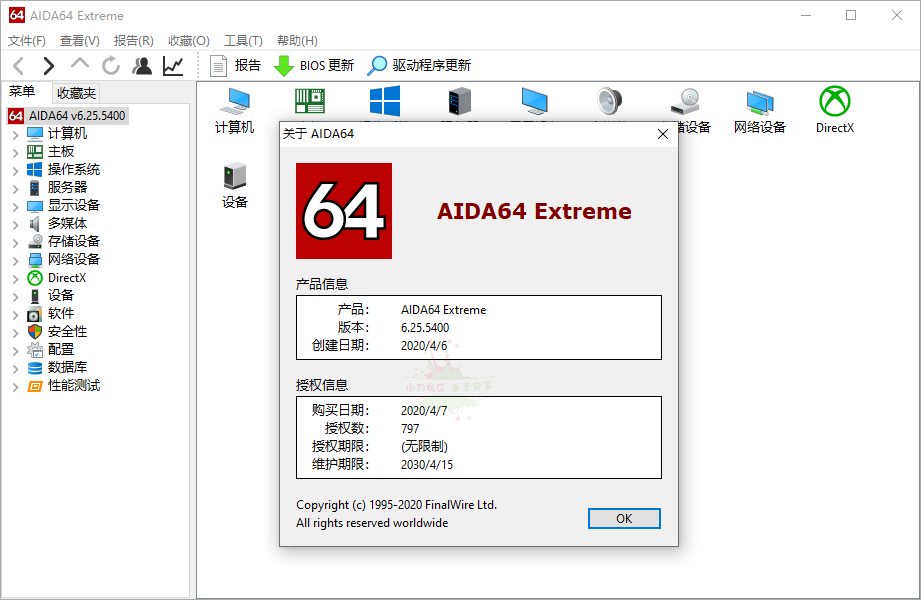 64 AIDA64 Extreme
文件(F) 查看(V) 报告(R) 收藏(O) 工具(T) 帮助(H)
报告 BIOS 更新 驱动程序更新
菜单 收藏夹
64 AIDA64 v6.25.5400
计算机
主板
操作系统
服务器
显示设备
多媒体
存储设备
网络设备
DirectX
设备
软件
安全性
配置
数据库
性能测试
计算机
储设备
网络设备
DirectX
设备
关于 AIDA64
64
AIDA64 Extreme
产品信息
产品: AIDA64 Extreme
版本: 6.25.5400
创建日期: 2020/4/6
授权信息
购买日期: 2020/4/7
授权数: 797
授权期限: (无限制)
维护期限: 2030/4/15
Copyright (c) 1995-2020 FinalWire Ltd.
All rights reserved worldwide
OK